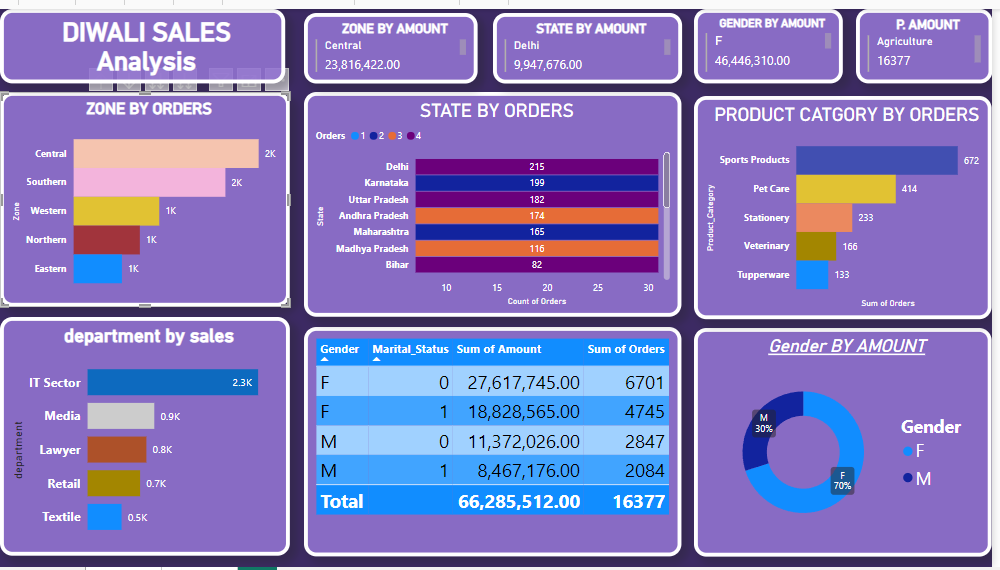 DIWALI SALES
Analysis
ZONE BY AMOUNT
Central
23,816,422.00
STATE BY AMOUNT
Delhi
9,947,676.00
GENDER BY AMOUNT
F
46,446,310.00
P. AMOUNT
Agriculture
16377
ZONE BY ORDERS
Zone
Central 2K
Southern 2K
Western 1K
Northern 1K
Eastern 1K
STATE BY ORDERS
Orders 1 2 3 4
State
Delhi 215
Karnataka 199
Uttar Pradesh 182
Andhra Pradesh 174
Maharashtra 165
Madhya Pradesh 116
Bihar 82
10 15 20 25 30
Count of Orders
PRODUCT CATGORY BY ORDERS
Product_Category
Sports Products 672
Pet Care 414
Stationery 233
Veterinary 166
Tupperware 133
Sum of Orders
department by sales
department
IT Sector 2.3K
Media 0.9K
Lawyer 0.8K
Retail 0.7K
Textile 0.5K
Gender Marital_Status Sum of Amount Sum of Orders
F 0 27,617,745.00 6701
F 1 18,828,565.00 4745
M 0 11,372,026.00 2847
M 1 8,467,176.00 2084
Total 66,285,512.00 16377
Gender BY AMOUNT
M
30%
F
70%
Gender
F
M